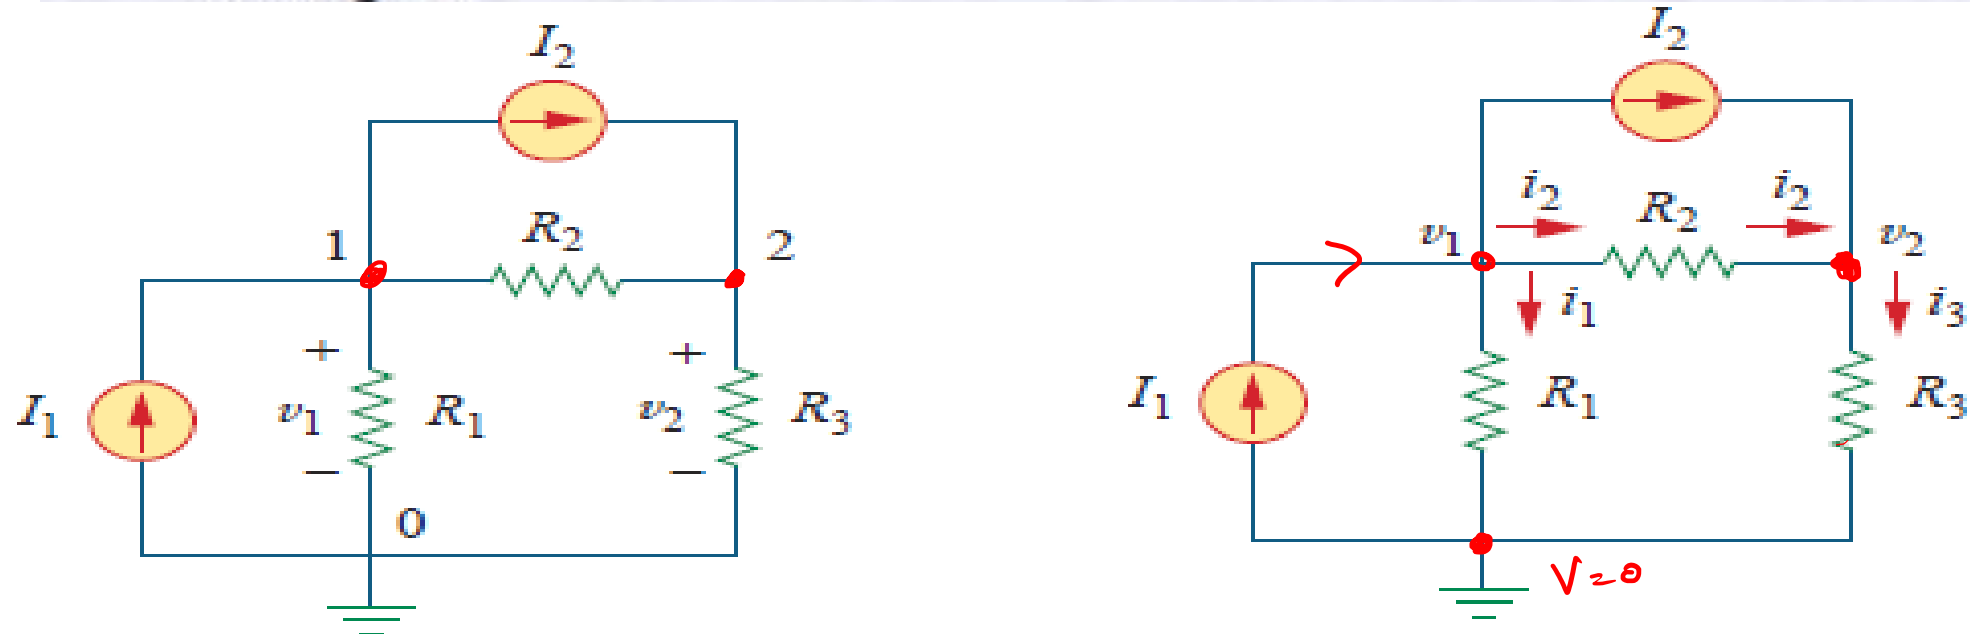 I₂
R₂
1
2
+
+
I₁
v₁
R₁
v₂
R₃
−
−
0
I₂
i₂
R₂
i₂
v₁
v₂
i₁
i₃
I₁
R₁
R₃
V=0